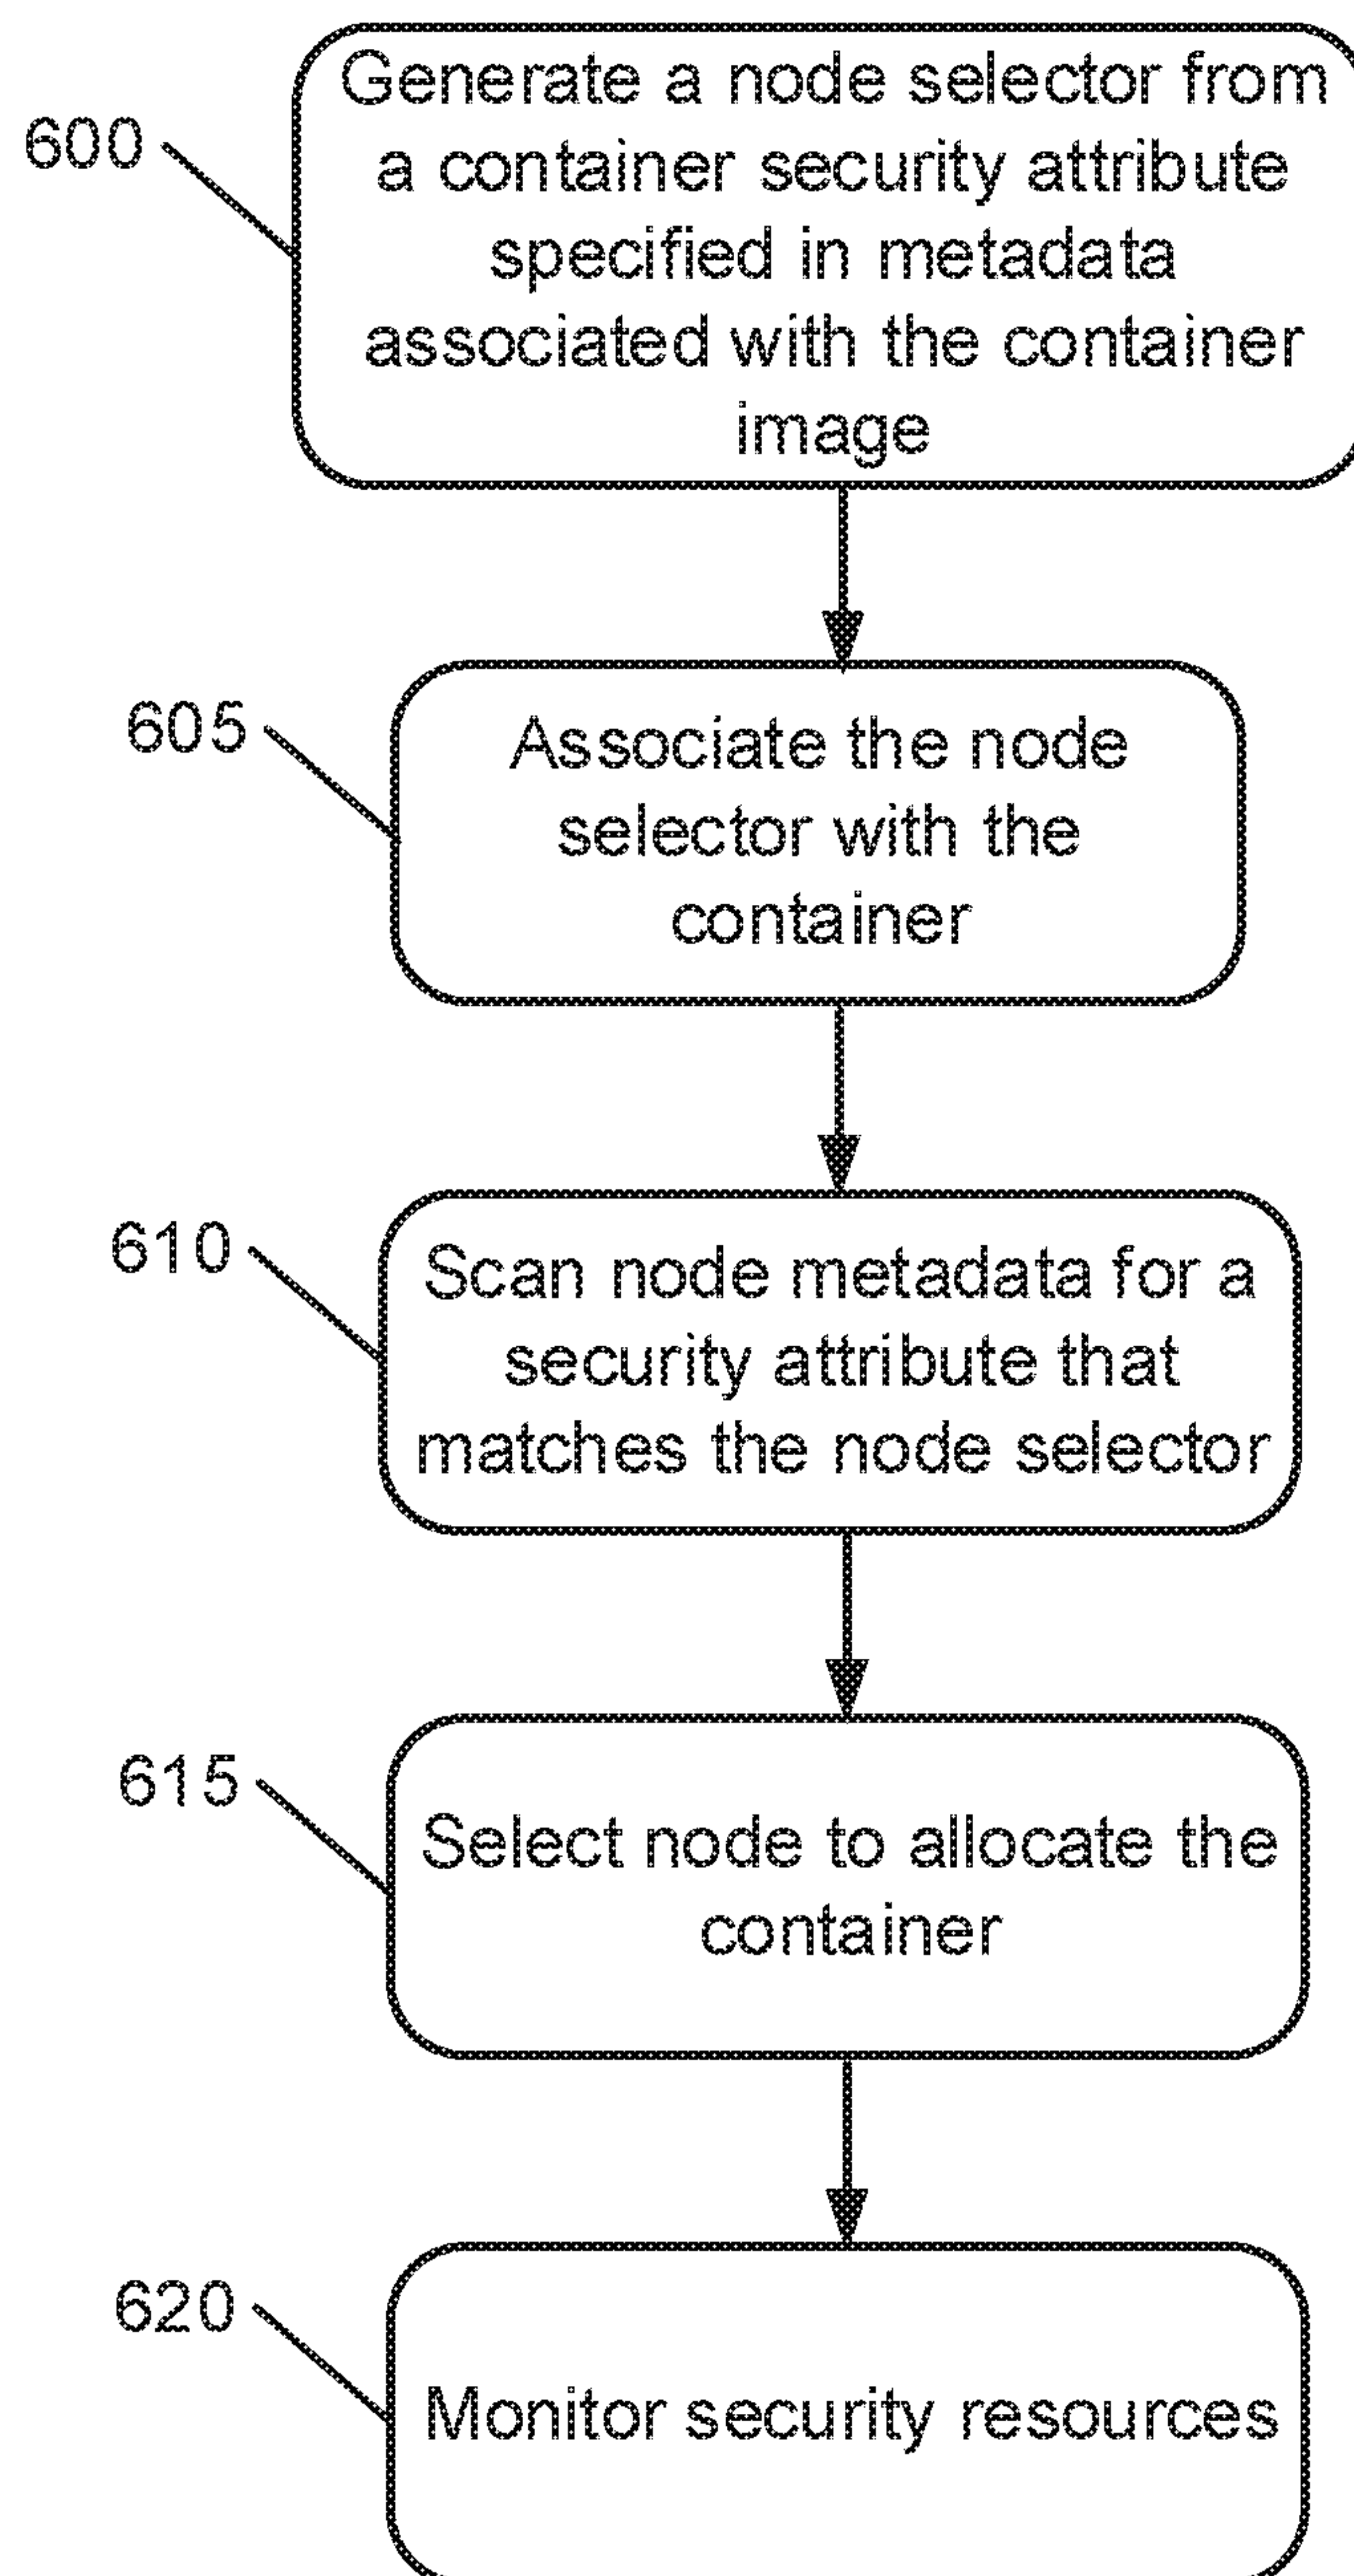 600
Generate a node selector from
a container security attribute
specified in metadata
associated with the container
image
605
Associate the node
selector with the
container
610
Scan node metadata for a
security attribute that
matches the node selector
615
Select node to allocate the
container
620
Monitor security resources